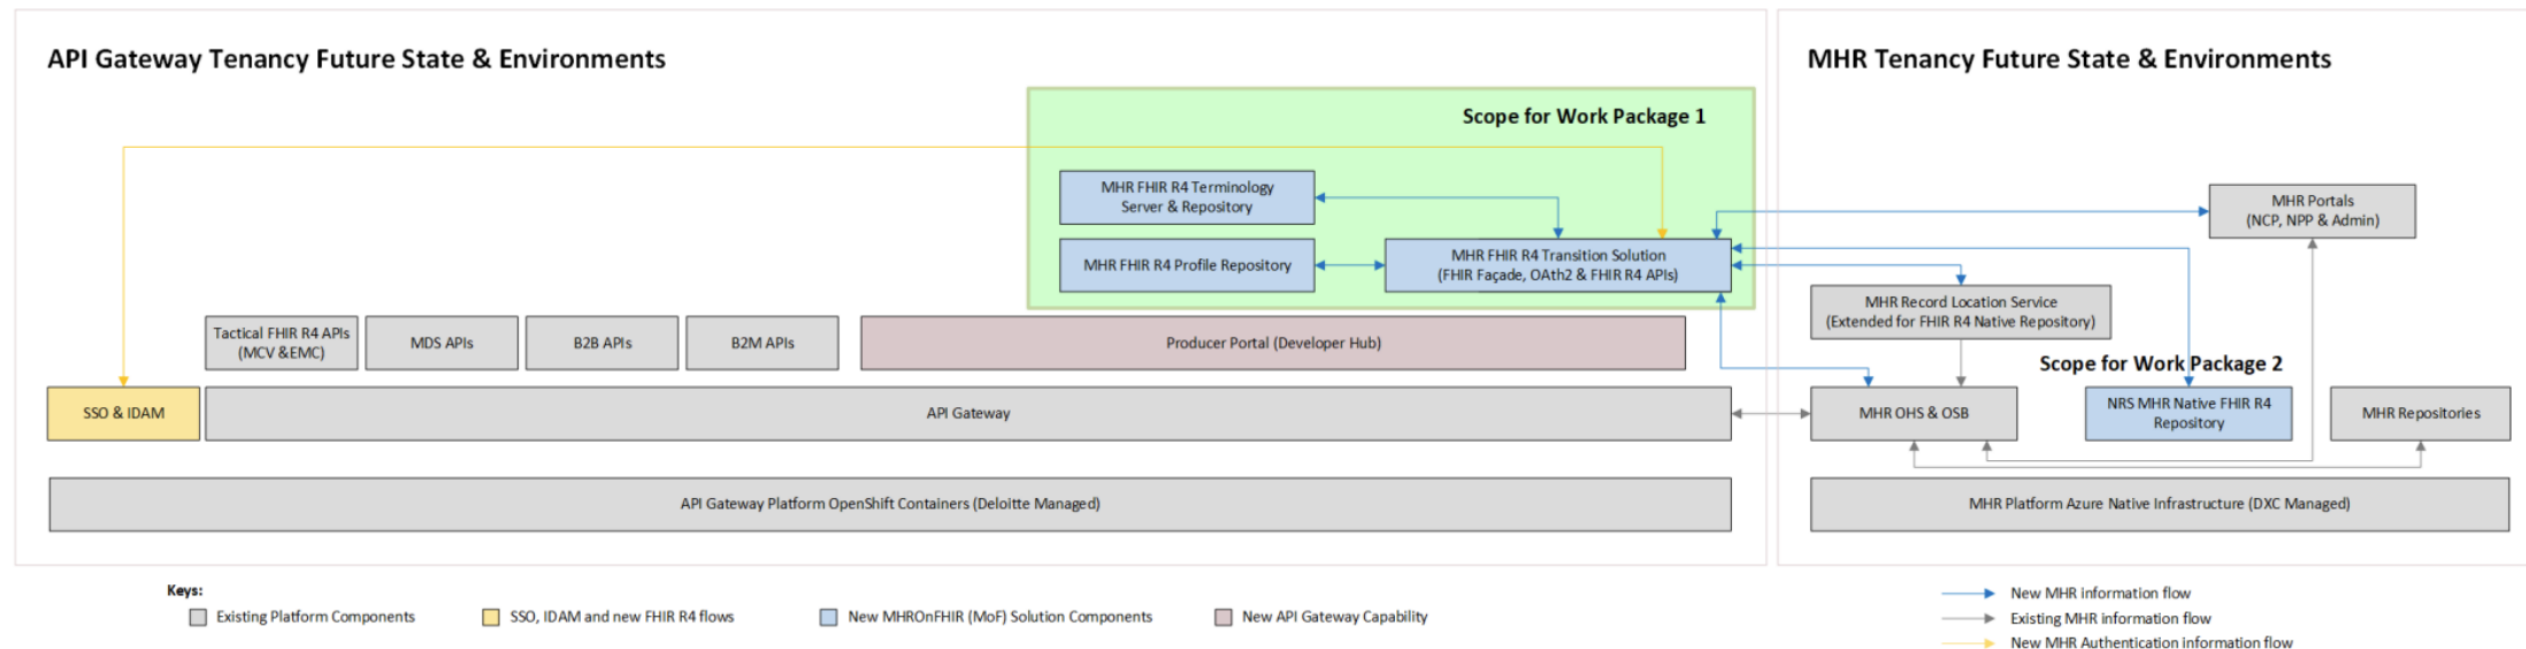 API Gateway Tenancy Future State & Environments
MHR Tenancy Future State & Environments
Scope for Work Package 1
MHR FHIR R4 Terminology
Server & Repository
MHR FHIR R4 Profile Repository
MHR FHIR R4 Transition Solution
(FHIR Façade, OAth2 & FHIR R4 APIs)
MHR Portals
(NCP, NPP & Admin)
MHR Record Location Service
(Extended for FHIR R4 Native Repository)
Tactical FHIR R4 APIs
(MCV &EMC)
MDS APIs
B2B APIs
B2M APIs
Producer Portal (Developer Hub)
Scope for Work Package 2
SSO & IDAM
API Gateway
MHR OHS & OSB
NRS MHR Native FHIR R4
Repository
MHR Repositories
API Gateway Platform OpenShift Containers (Deloitte Managed)
MHR Platform Azure Native Infrastructure (DXC Managed)
Keys:
Existing Platform Components
SSO, IDAM and new FHIR R4 flows
New MHROnFHIR (MoF) Solution Components
New API Gateway Capability
New MHR information flow
Existing MHR information flow
New MHR Authentication information flow